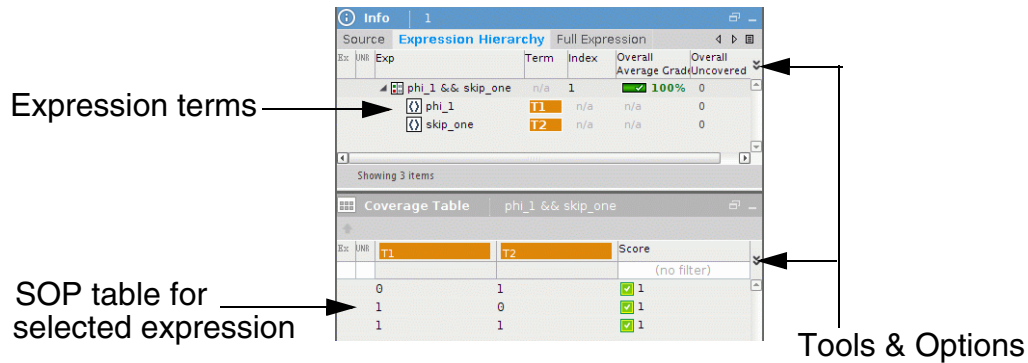 Info 1
Source Expression Hierarchy Full Expression
Ex UNR Exp Term Index Overall Average Grade Overall Uncovered
phi_1 && skip_one n/a 1 100% 0
Expression terms
phi_1 T1 n/a n/a 0
skip_one T2 n/a n/a 0
Showing 3 items
Coverage Table phi_1 && skip_one
Ex UNR T1 T2 Score
(no filter)
0 1 1
SOP table for
selected expression
1 0 1
1 1 1
Tools & Options